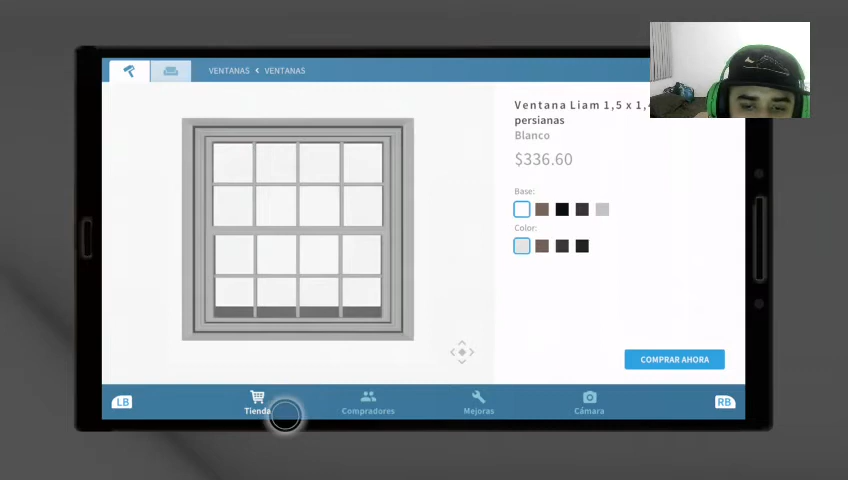 VENTANAS < VENTANAS
Ventana Liam 1,5 x 1,
persianas
Blanco
$336.60
Base:
Color:
COMPRAR AHORA
LB
Tienda
Compradores
Mejoras
Cámara
RB